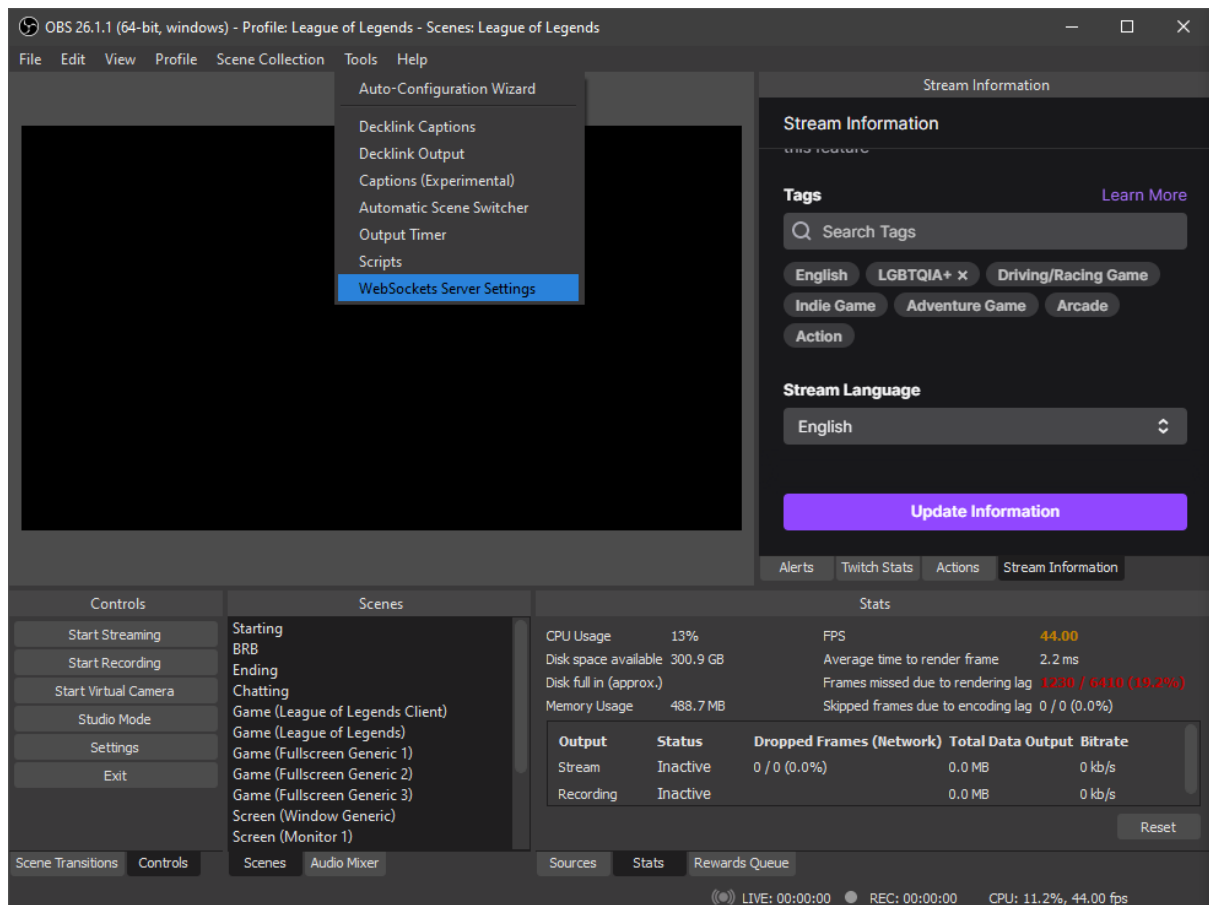 OBS 26.1.1 (64-bit, windows) - Profile: League of Legends - Scenes: League of Legends
File Edit View Profile Scene Collection Tools Help
Auto-Configuration Wizard
Decklink Captions
Decklink Output
Captions (Experimental)
Automatic Scene Switcher
Output Timer
Scripts
WebSockets Server Settings
Stream Information
Stream Information
this feature
Tags Learn More
Search Tags
English LGBTQIA+ × Driving/Racing Game
Indie Game Adventure Game Arcade
Action
Stream Language
English
Update Information
Alerts Twitch Stats Actions Stream Information
Controls
Start Streaming
Start Recording
Start Virtual Camera
Studio Mode
Settings
Exit
Scene Transitions Controls
Scenes
Starting
BRB
Ending
Chatting
Game (League of Legends Client)
Game (League of Legends)
Game (Fullscreen Generic 1)
Game (Fullscreen Generic 2)
Game (Fullscreen Generic 3)
Screen (Window Generic)
Screen (Monitor 1)
Scenes Audio Mixer
Stats
CPU Usage 13% FPS 44.00
Disk space available 300.9 GB Average time to render frame 2.2 ms
Disk full in (approx.) Frames missed due to rendering lag 1230 / 6410 (19.2%)
Memory Usage 488.7 MB Skipped frames due to encoding lag 0 / 0 (0.0%)
Output Status Dropped Frames (Network) Total Data Output Bitrate
Stream Inactive 0 / 0 (0.0%) 0.0 MB 0 kb/s
Recording Inactive 0.0 MB 0 kb/s
Reset
Sources Stats Rewards Queue
LIVE: 00:00:00 REC: 00:00:00 CPU: 11.2%, 44.00 fps